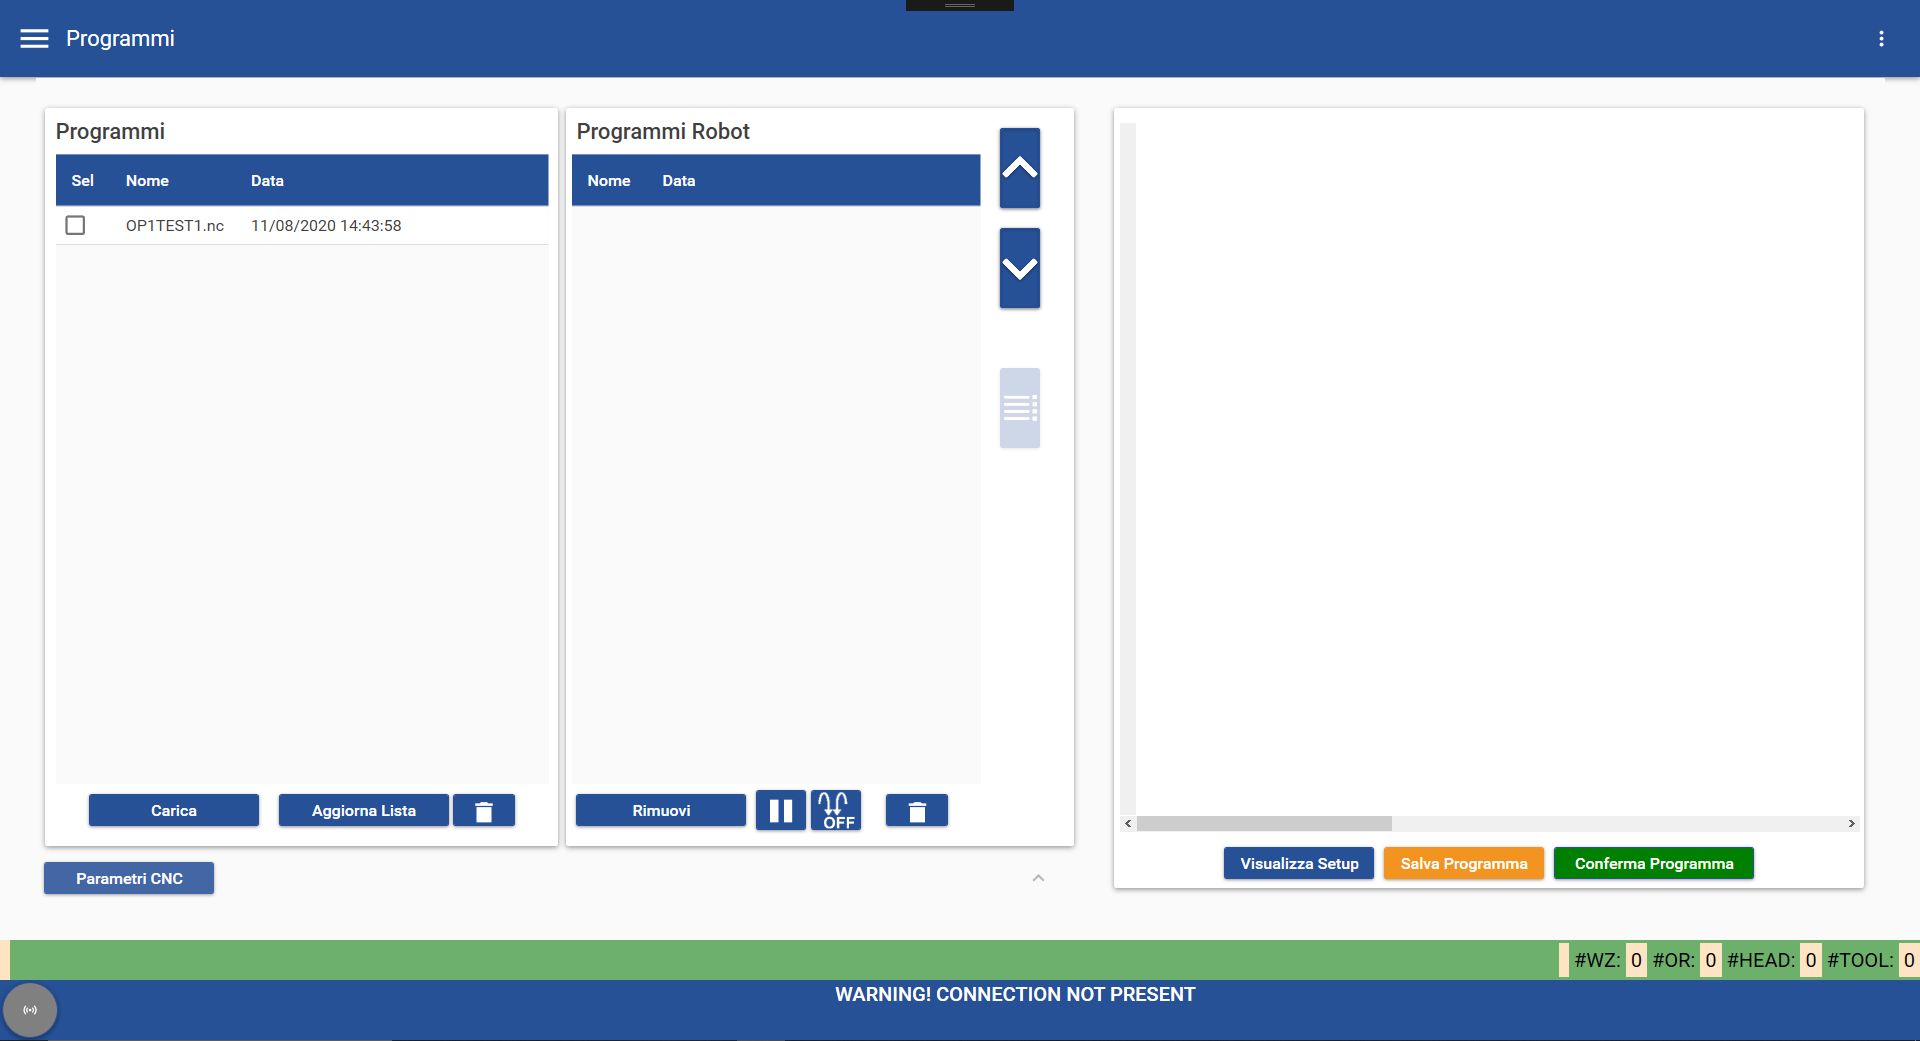 Programmi
Programmi
Sel Nome Data
OP1TEST1.nc 11/08/2020 14:43:58
Carica Aggiorna Lista
Programmi Robot
Nome Data
Rimuovi OFF
Parametri CNC
Visualizza Setup Salva Programma Conferma Programma
#WZ: 0 #OR: 0 #HEAD: 0 #TOOL: 0
WARNING! CONNECTION NOT PRESENT